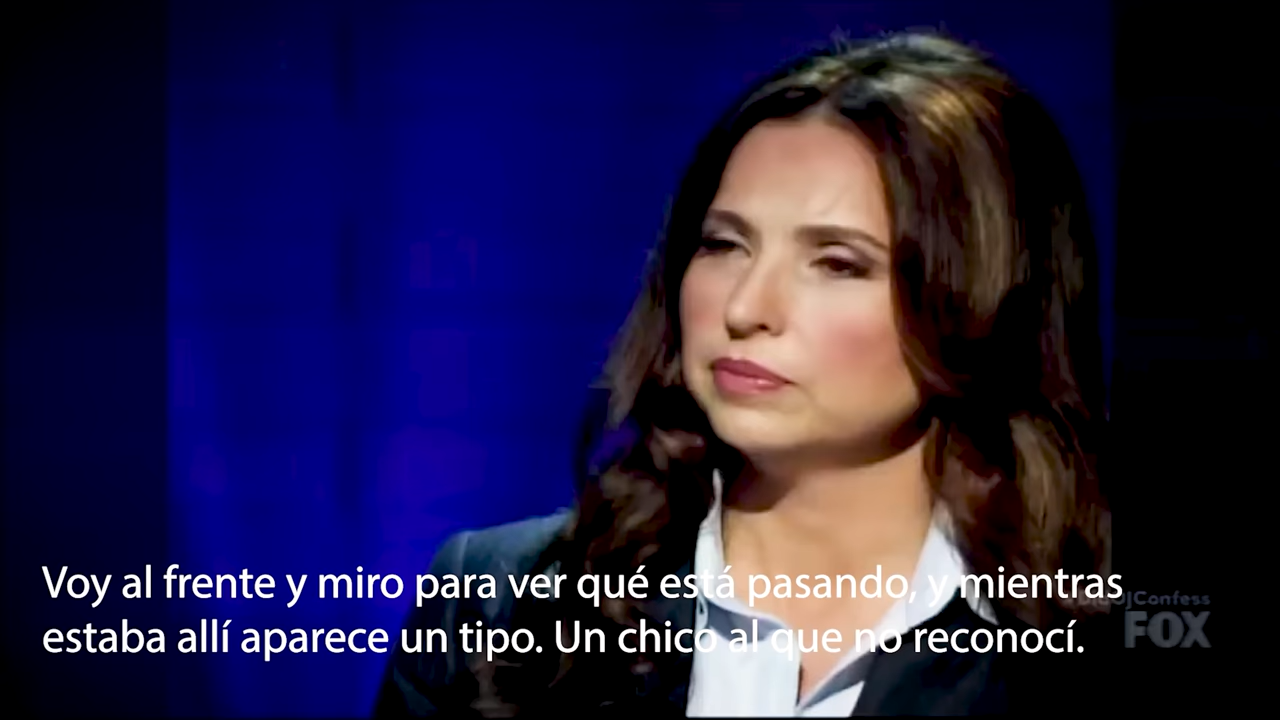 Voy al frente y miro para ver qué está pasando, y mientras
estaba allí aparece un tipo. Un chico al que no reconocí.
OJConfess
FOX